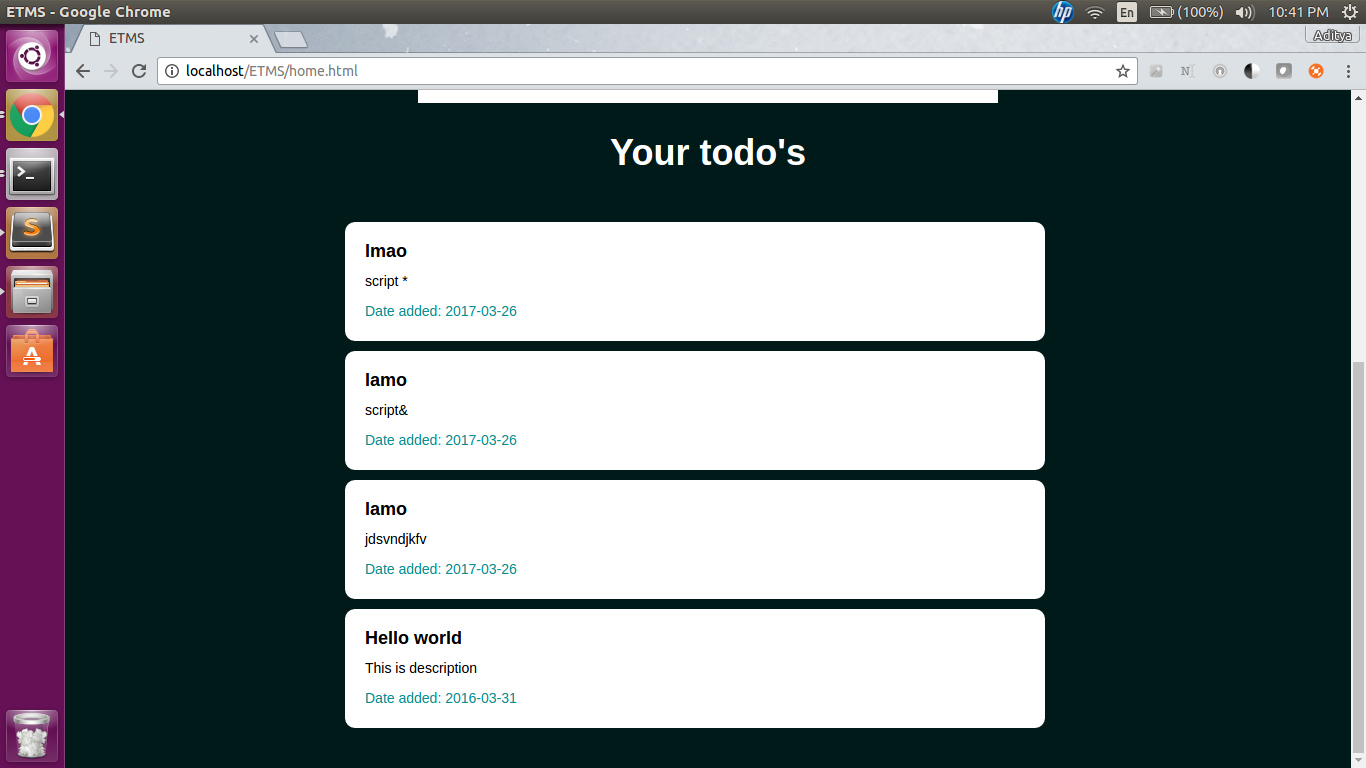 ETMS - Google Chrome
hp
En
(100%)
10:41 PM
ETMS
Aditya
localhost/ETMS/home.html
N
Your todo's
lmao
script *
Date added: 2017-03-26
lamo
script&
Date added: 2017-03-26
lamo
jdsvndjkfv
Date added: 2017-03-26
Hello world
This is description
Date added: 2016-03-31